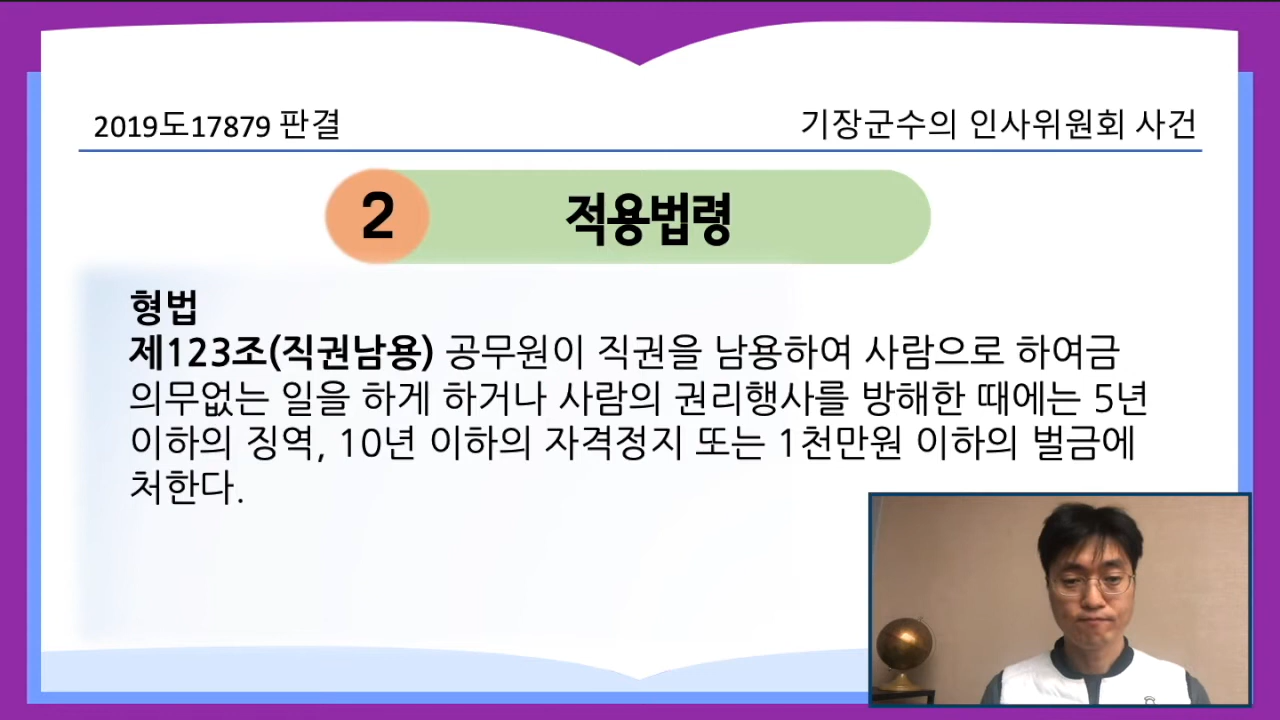 2019도17879 판결
기장군수의 인사위원회 사건
2
적용법령
형법
제123조(직권남용) 공무원이 직권을 남용하여 사람으로 하여금
의무없는 일을 하게 하거나 사람의 권리행사를 방해한 때에는 5년
이하의 징역, 10년 이하의 자격정지 또는 1천만원 이하의 벌금에
처한다.